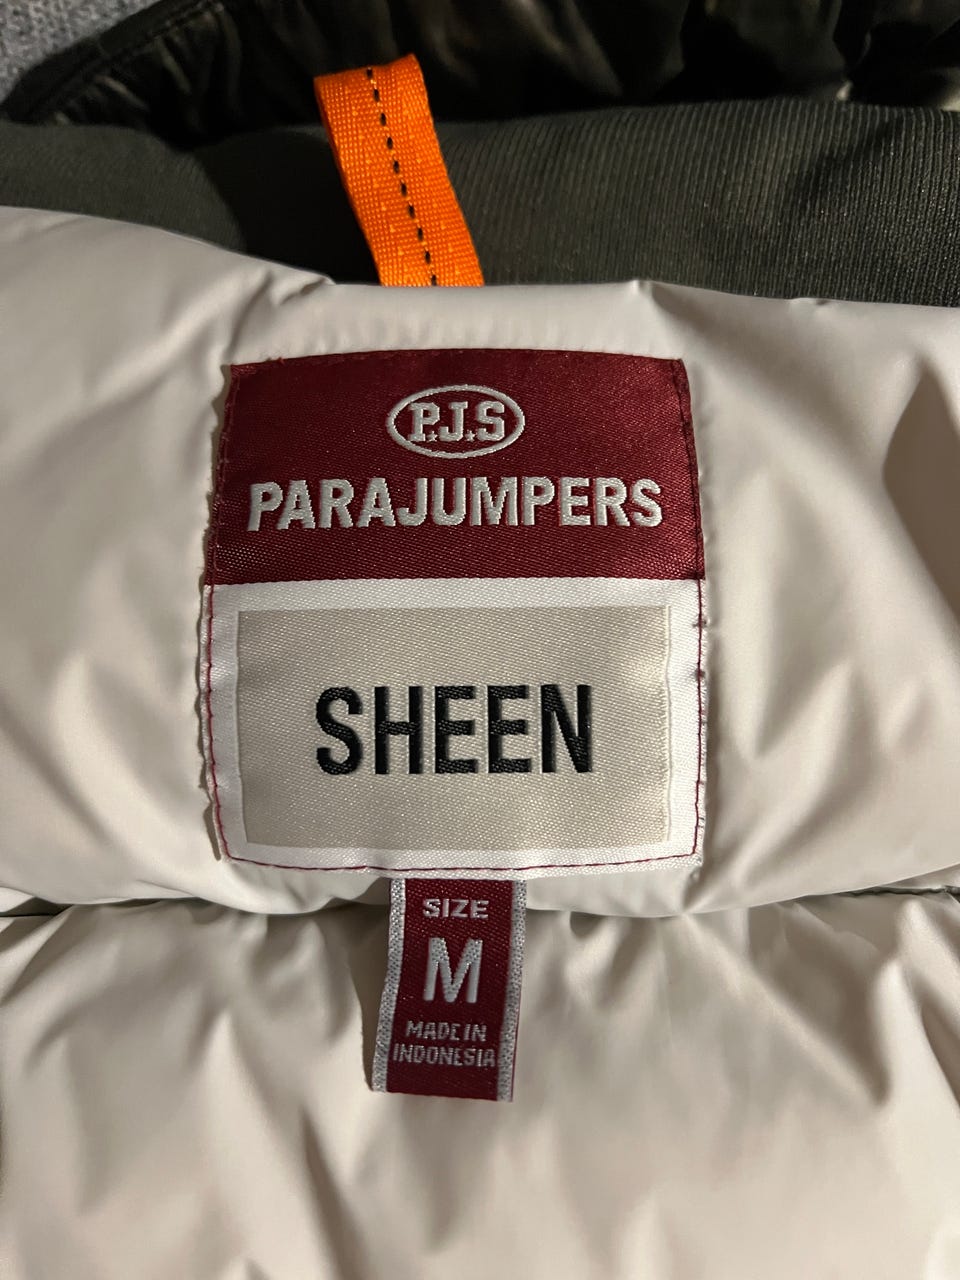 P.J.S
PARAJUMPERS
SHEEN
SIZE
M
MADE IN
INDONESIA